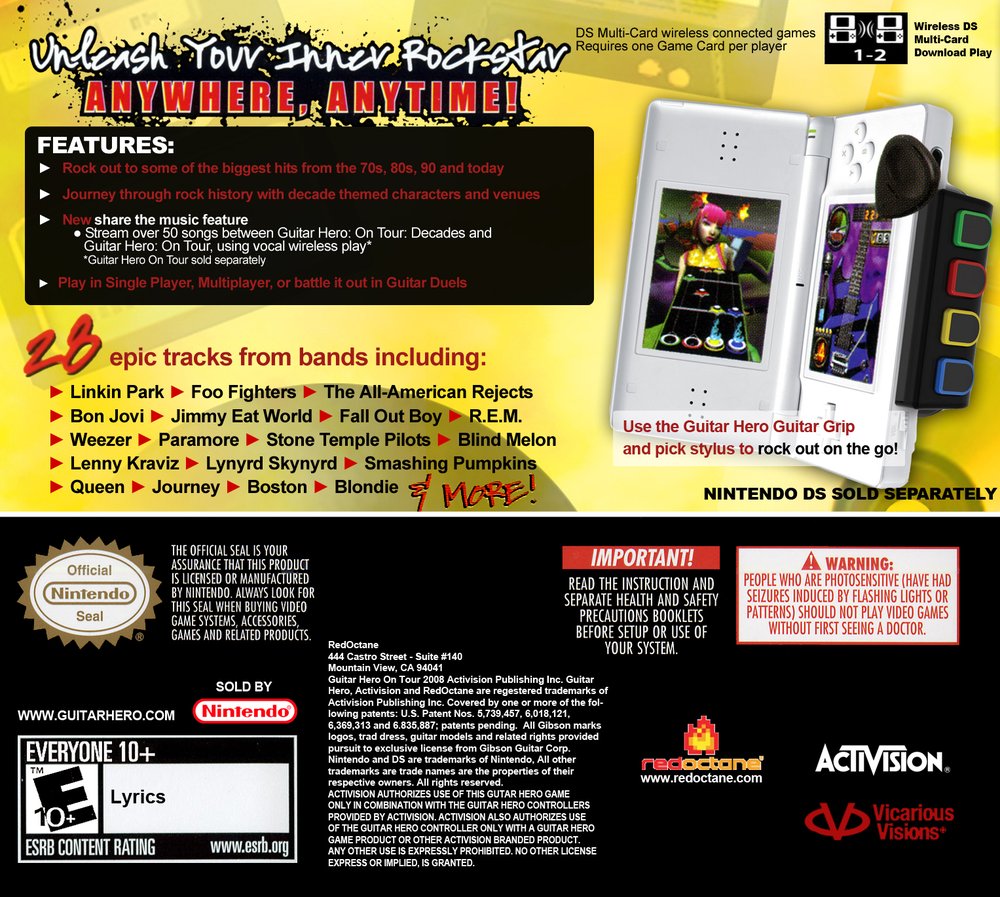 Unleash Your Inner Rockstar
ANYWHERE, ANYTIME!
DS Multi-Card wireless connected games
Requires one Game Card per player
1-2
Wireless DS
Multi-Card
Download Play
FEATURES:
► Rock out to some of the biggest hits from the 70s, 80s, 90 and today
► Journey through rock history with decade themed characters and venues
► New share the music feature
● Stream over 50 songs between Guitar Hero: On Tour: Decades and
Guitar Hero: On Tour, using vocal wireless play*
*Guitar Hero On Tour sold separately
► Play in Single Player, Multiplayer, or battle it out in Guitar Duels
28 epic tracks from bands including:
► Linkin Park ► Foo Fighters ► The All-American Rejects
► Bon Jovi ► Jimmy Eat World ► Fall Out Boy ► R.E.M.
► Weezer ► Paramore ► Stone Temple Pilots ► Blind Melon
► Lenny Kraviz ► Lynyrd Skynyrd ► Smashing Pumpkins
► Queen ► Journey ► Boston ► Blondie & MORE!
Use the Guitar Hero Guitar Grip
and pick stylus to rock out on the go!
NINTENDO DS SOLD SEPARATELY
Official
Nintendo
Seal
®
THE OFFICIAL SEAL IS YOUR
ASSURANCE THAT THIS PRODUCT
IS LICENSED OR MANUFACTURED
BY NINTENDO. ALWAYS LOOK FOR
THIS SEAL WHEN BUYING VIDEO
GAME SYSTEMS, ACCESSORIES,
GAMES AND RELATED PRODUCTS.
IMPORTANT!
READ THE INSTRUCTION AND
SEPARATE HEALTH AND SAFETY
PRECAUTIONS BOOKLETS
BEFORE SETUP OR USE OF
YOUR SYSTEM.
WARNING:
PEOPLE WHO ARE PHOTOSENSITIVE (HAVE HAD
SEIZURES INDUCED BY FLASHING LIGHTS OR
PATTERNS) SHOULD NOT PLAY VIDEO GAMES
WITHOUT FIRST SEEING A DOCTOR.
SOLD BY
Nintendo®
WWW.GUITARHERO.COM
EVERYONE 10+
TM
E
10+
Lyrics
ESRB CONTENT RATING www.esrb.org
RedOctane
444 Castro Street - Suite #140
Mountain View, CA 94041
Guitar Hero On Tour 2008 Activision Publishing Inc. Guitar
Hero, Activision and RedOctane are regestered trademarks of
Activision Publishing Inc. Covered by one or more of the fol-
lowing patents: U.S. Patent Nos. 5,739,457, 6,018,121,
6,369,313 and 6.835,887; patents pending. All Gibson marks
logos, trad dress, guitar models and related rights provided
pursuit to exclusive license from Gibson Guitar Corp.
Nintendo and DS are trademarks of Nintendo, All other
trademarks are trade names are the properties of their
respective owners. All rights reserved.
ACTIVISION AUTHORIZES USE OF THIS GUTAR HERO GAME
ONLY IN COMBINATION WITH THE GUITAR HERO CONTROLLERS
PROVIDED BY ACTIVISION. ACTIVISION ALSO AUTHORIZES USE
OF THE GUITAR HERO CONTROLLER ONLY WITH A GUITAR HERO
GAME PRODUCT OR OTHER ACTIVISION BRANDED PRODUCT.
ANY OTHER USE IS EXPRESSLY PROHIBITED. NO OTHER LICENSE
EXPRESS OR IMPLIED, IS GRANTED.
redoctane
www.redoctane.com
ACTIVISION®
Vicarious
Visions